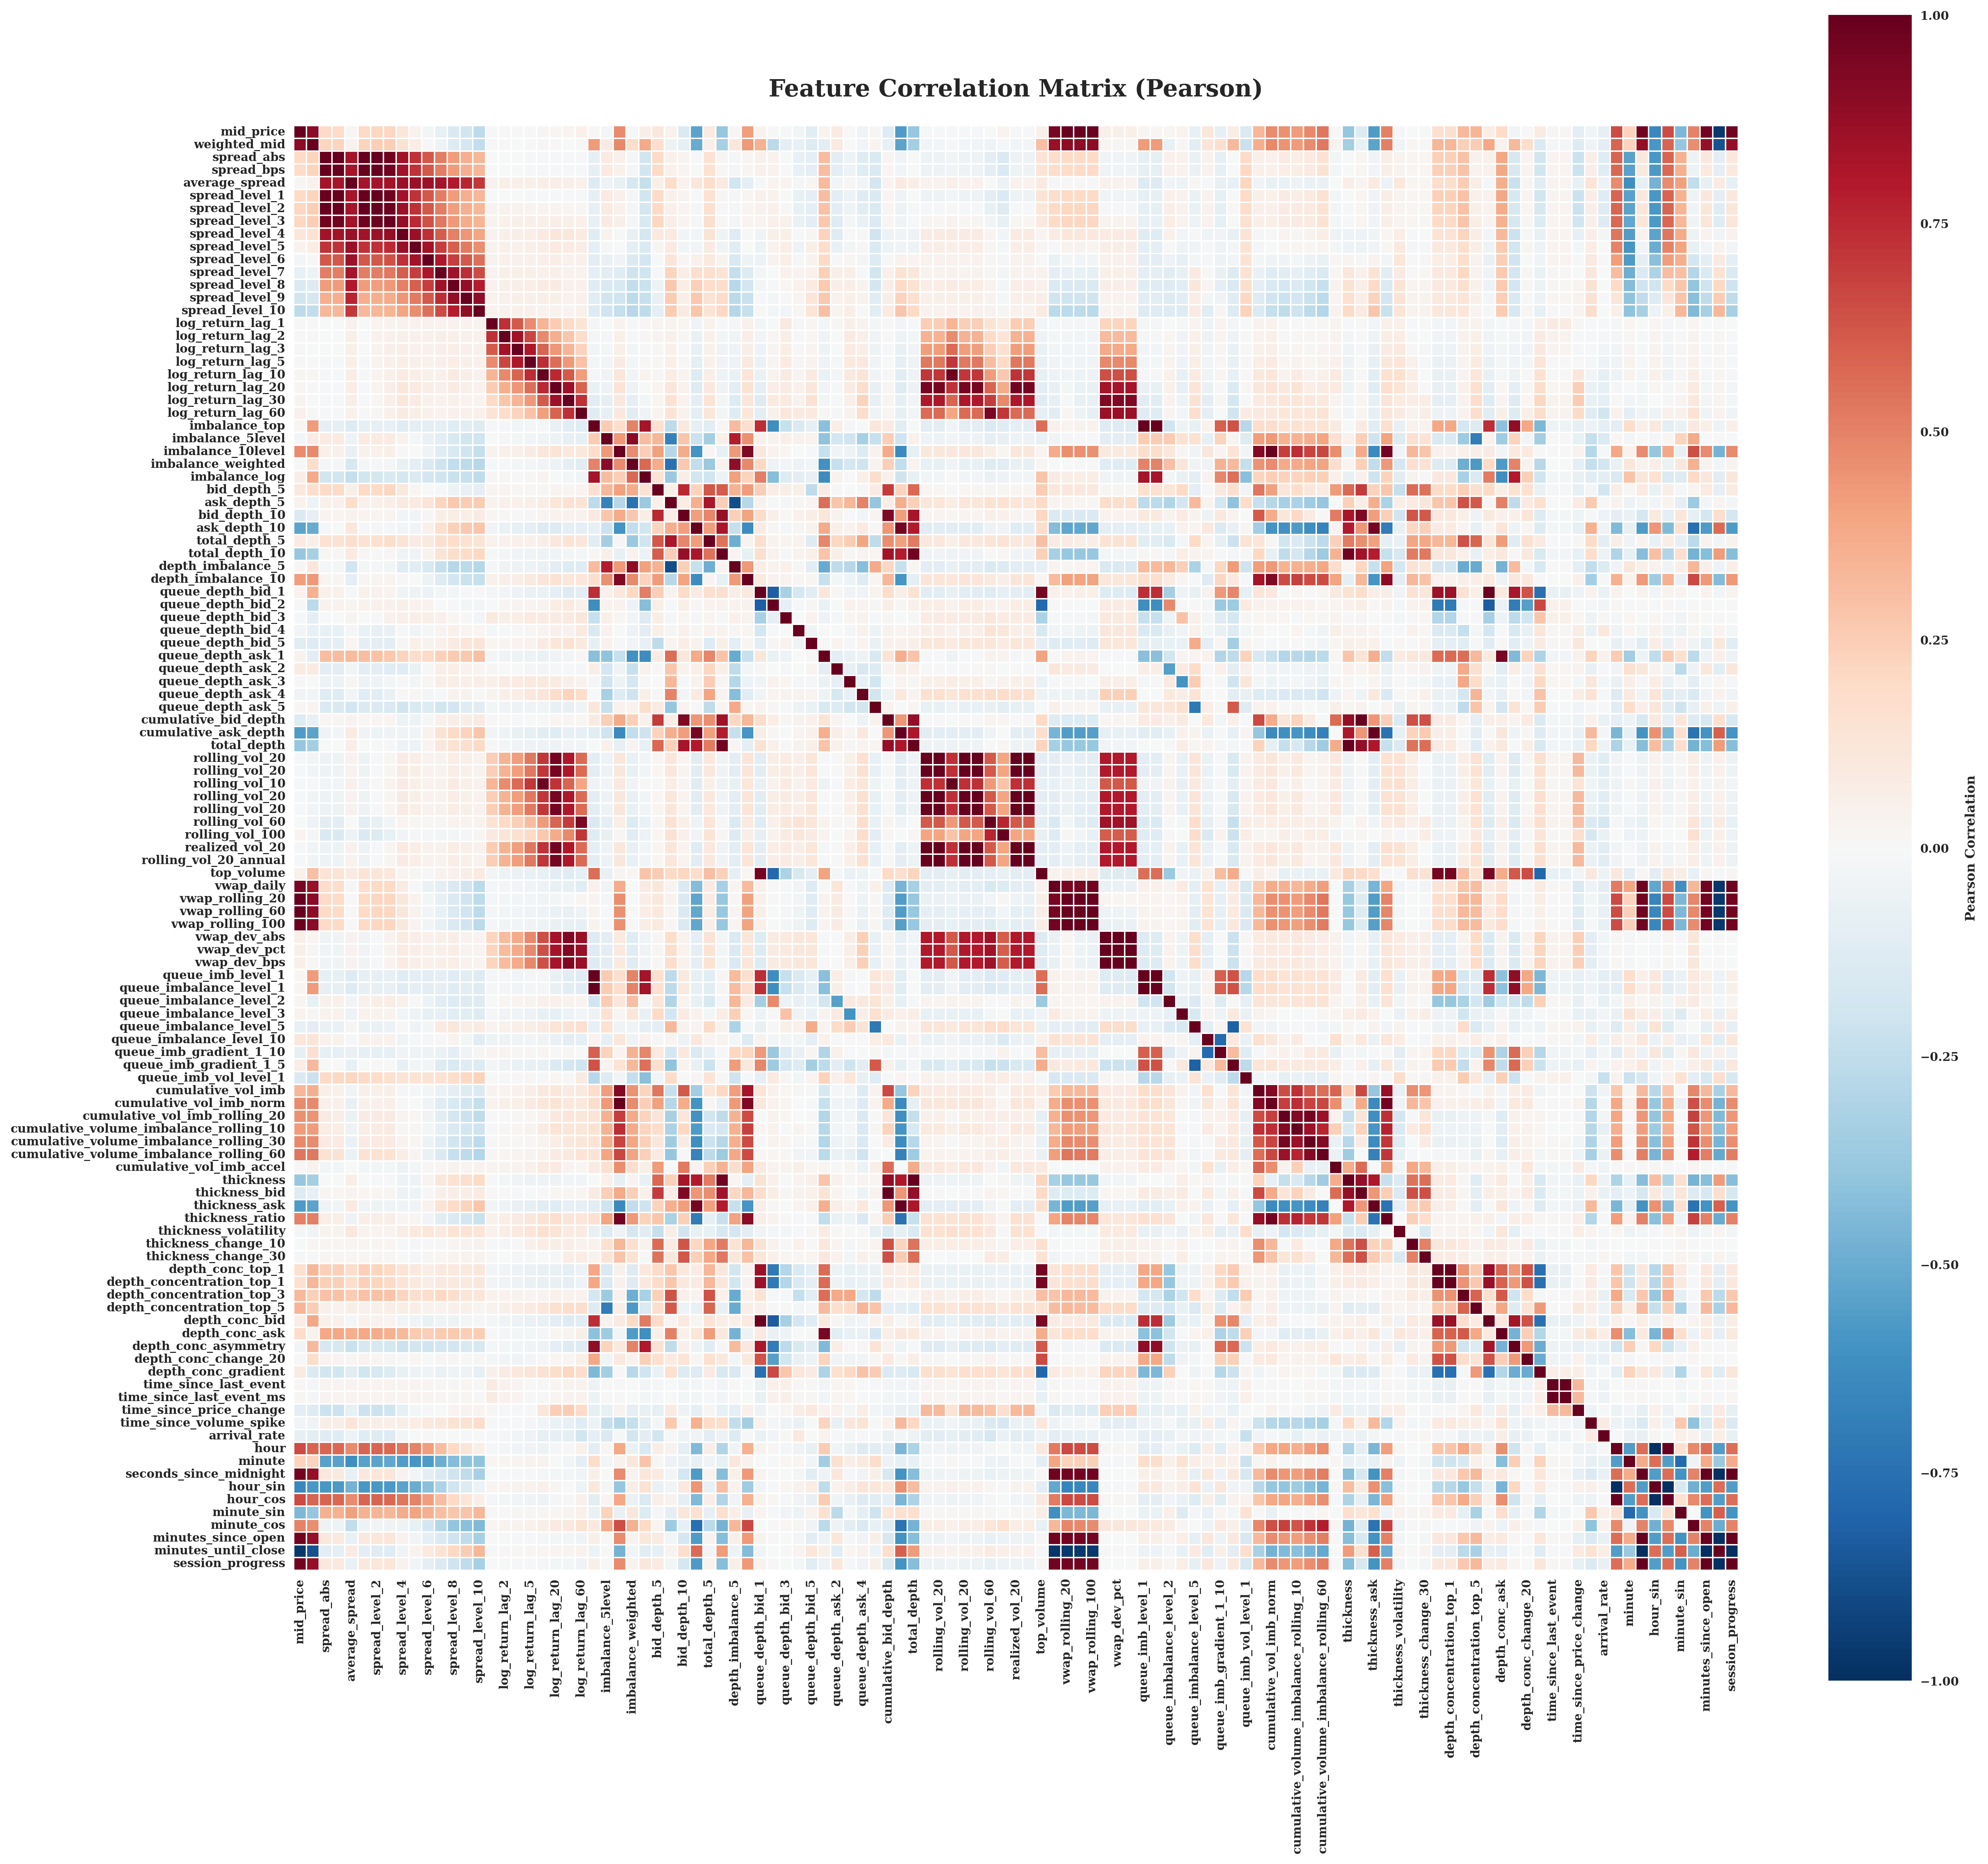 Feature Correlation Matrix (Pearson)
mid_price
weighted_mid
spread_abs
spread_bps
average_spread
spread_level_1
spread_level_2
spread_level_3
spread_level_4
spread_level_5
spread_level_6
spread_level_7
spread_level_8
spread_level_9
spread_level_10
log_return_lag_1
log_return_lag_2
log_return_lag_3
log_return_lag_5
log_return_lag_10
log_return_lag_20
log_return_lag_30
log_return_lag_60
imbalance_top
imbalance_5level
imbalance_10level
imbalance_weighted
imbalance_log
bid_depth_5
ask_depth_5
bid_depth_10
ask_depth_10
total_depth_5
total_depth_10
depth_imbalance_5
depth_imbalance_10
queue_depth_bid_1
queue_depth_bid_2
queue_depth_bid_3
queue_depth_bid_4
queue_depth_bid_5
queue_depth_ask_1
queue_depth_ask_2
queue_depth_ask_3
queue_depth_ask_4
queue_depth_ask_5
cumulative_bid_depth
cumulative_ask_depth
total_depth
rolling_vol_20
rolling_vol_20
rolling_vol_10
rolling_vol_20
rolling_vol_20
rolling_vol_60
rolling_vol_100
realized_vol_20
rolling_vol_20_annual
top_volume
vwap_daily
vwap_rolling_20
vwap_rolling_60
vwap_rolling_100
vwap_dev_abs
vwap_dev_pct
vwap_dev_bps
queue_imb_level_1
queue_imbalance_level_1
queue_imbalance_level_2
queue_imbalance_level_3
queue_imbalance_level_5
queue_imbalance_level_10
queue_imb_gradient_1_10
queue_imb_gradient_1_5
queue_imb_vol_level_1
cumulative_vol_imb
cumulative_vol_imb_norm
cumulative_vol_imb_rolling_20
cumulative_volume_imbalance_rolling_10
cumulative_volume_imbalance_rolling_30
cumulative_volume_imbalance_rolling_60
cumulative_vol_imb_accel
thickness
thickness_bid
thickness_ask
thickness_ratio
thickness_volatility
thickness_change_10
thickness_change_30
depth_conc_top_1
depth_concentration_top_1
depth_concentration_top_3
depth_concentration_top_5
depth_conc_bid
depth_conc_ask
depth_conc_asymmetry
depth_conc_change_20
depth_conc_gradient
time_since_last_event
time_since_last_event_ms
time_since_price_change
time_since_volume_spike
arrival_rate
hour
minute
seconds_since_midnight
hour_sin
hour_cos
minute_sin
minute_cos
minutes_since_open
minutes_until_close
session_progress
mid_price
spread_abs
average_spread
spread_level_2
spread_level_4
spread_level_6
spread_level_8
spread_level_10
log_return_lag_2
log_return_lag_5
log_return_lag_20
log_return_lag_60
imbalance_5level
imbalance_weighted
bid_depth_5
bid_depth_10
total_depth_5
depth_imbalance_5
queue_depth_bid_1
queue_depth_bid_3
queue_depth_bid_5
queue_depth_ask_2
queue_depth_ask_4
cumulative_bid_depth
total_depth
rolling_vol_20
rolling_vol_20
rolling_vol_60
realized_vol_20
top_volume
vwap_rolling_20
vwap_rolling_100
vwap_dev_pct
queue_imb_level_1
queue_imbalance_level_2
queue_imbalance_level_5
queue_imb_gradient_1_10
queue_imb_vol_level_1
cumulative_vol_imb_norm
cumulative_volume_imbalance_rolling_10
cumulative_volume_imbalance_rolling_60
thickness
thickness_ask
thickness_volatility
thickness_change_30
depth_concentration_top_1
depth_concentration_top_5
depth_conc_ask
depth_conc_change_20
time_since_last_event
time_since_price_change
arrival_rate
minute
hour_sin
minute_sin
minutes_since_open
session_progress
1.00
0.75
0.50
0.25
0.00
−0.25
−0.50
−0.75
−1.00
Pearson Correlation